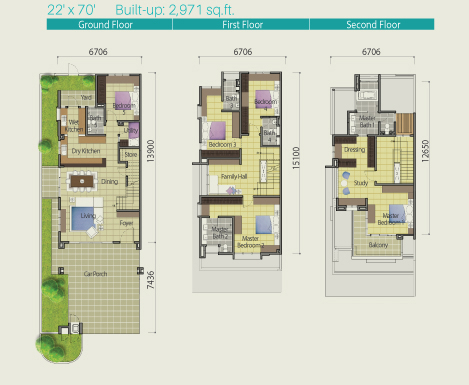 22' x 70' Built-up: 2,971 sq.ft.
Ground Floor First Floor Second Floor
6706 6706 6706
Yard
Bedroom
5
Bath
Wet
Kitchen
Utility
Dry Kitchen
Store
Dining
Living
Foyer
Car Porch
13900
7436
Bath
3
Bedroom
Bath
4
Bedroom 3
Family Hall
Master
Bath 2
Master
Bedroom 2
15100
Master
Bath 1
Dressing
Study
Master
Bedroom
Balcony
12650